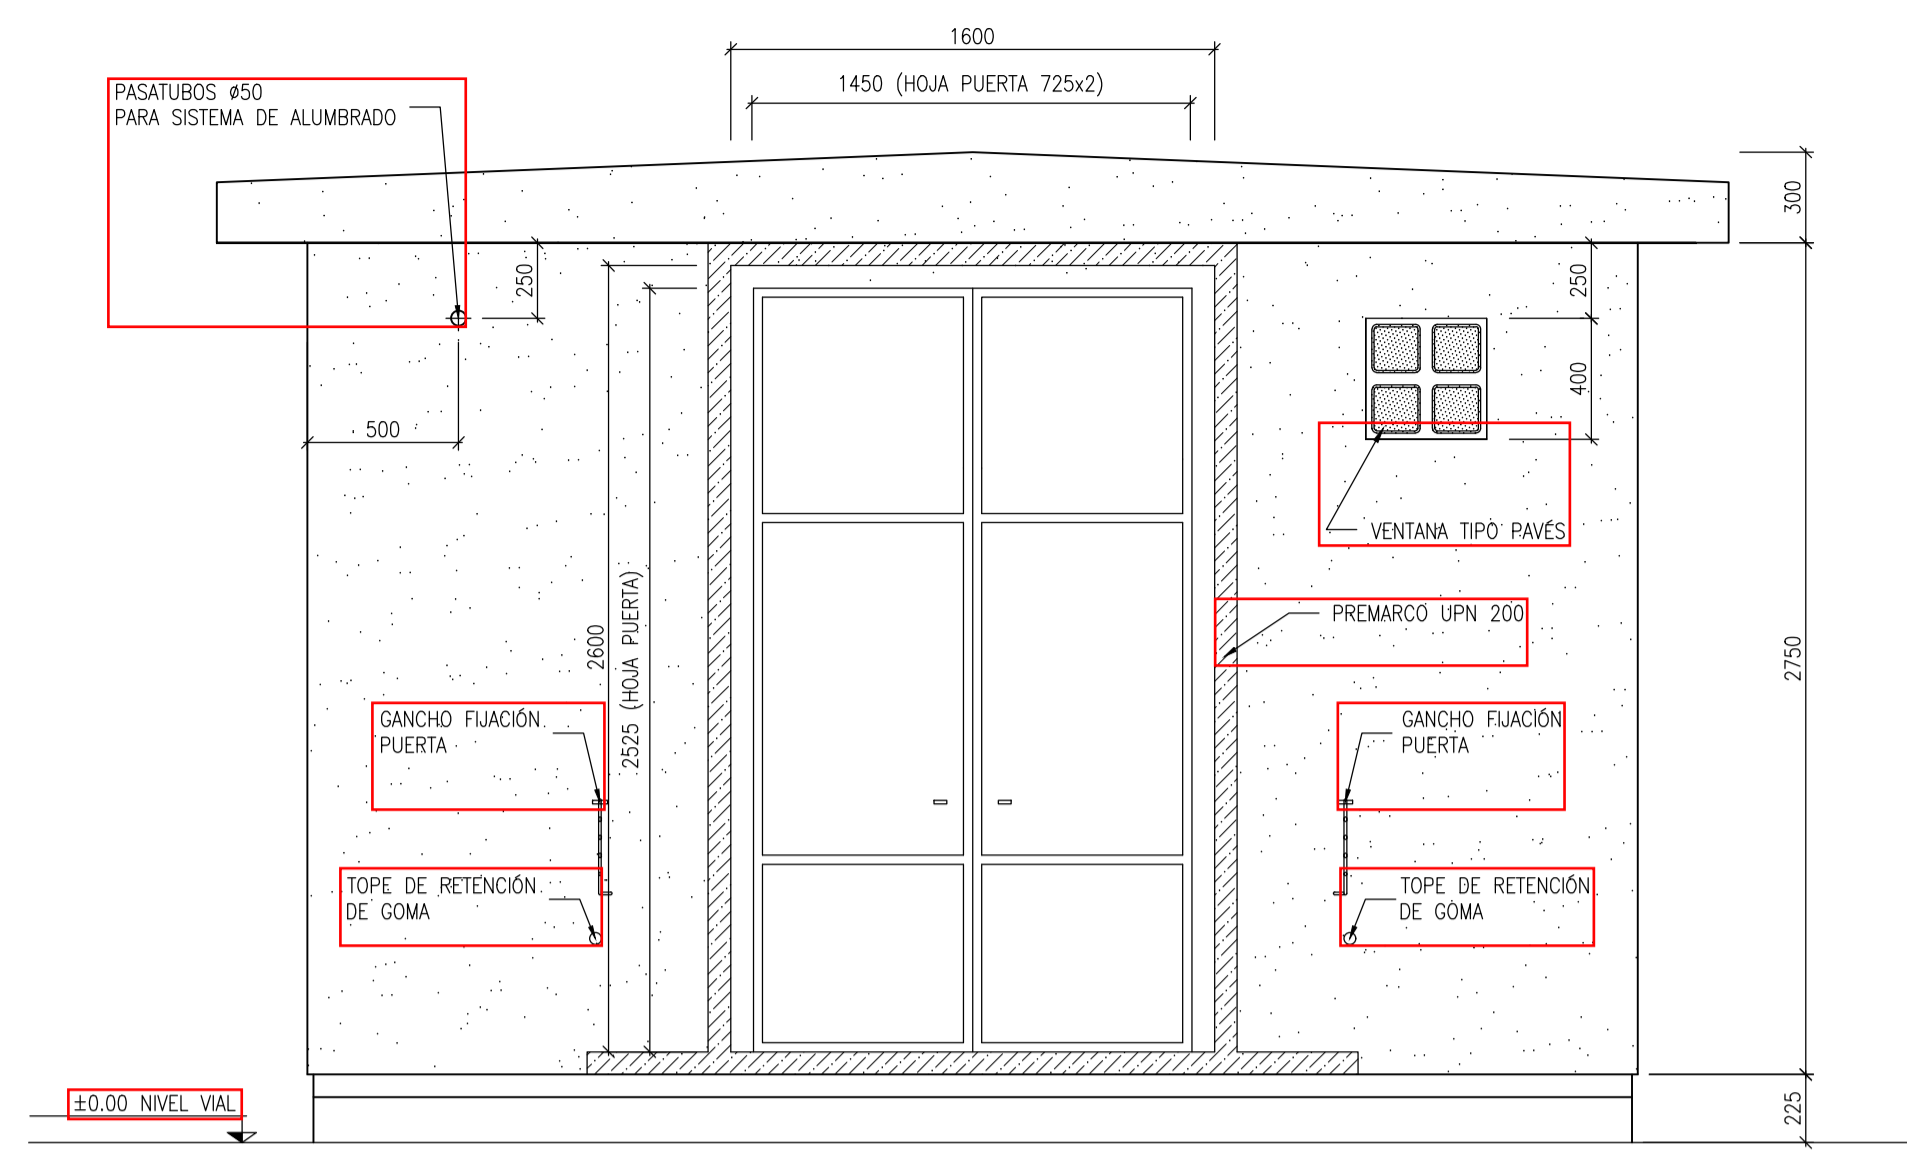 1600
1450 (HOJA PUERTA 725x2)
PASATUBOS Ø50
PARA SISTEMA DE ALUMBRADO
300
250
250
400
500
VENTANA TIPO PAVÉS
PREMARCO UPN 200
2600
2525 (HOJA PUERTA)
2750
GANCHO FIJACIÓN
PUERTA
GANCHO FIJACIÓN
PUERTA
TOPE DE RETENCIÓN
DE GOMA
TOPE DE RETENCIÓN
DE GOMA
±0.00 NIVEL VIAL
225